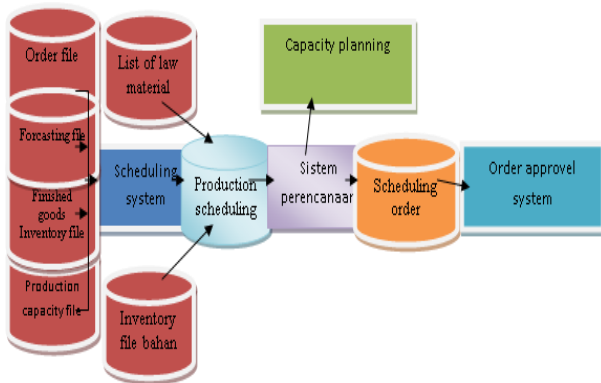 Order file
Forcasting file
Finished
goods
Inventory file
Production
capacity file
List of law
material
Inventory
file bahan
Scheduling
system
Production
scheduling
Capacity planning
Sistem
perencanaar
Scheduling
order
Order approvel
system